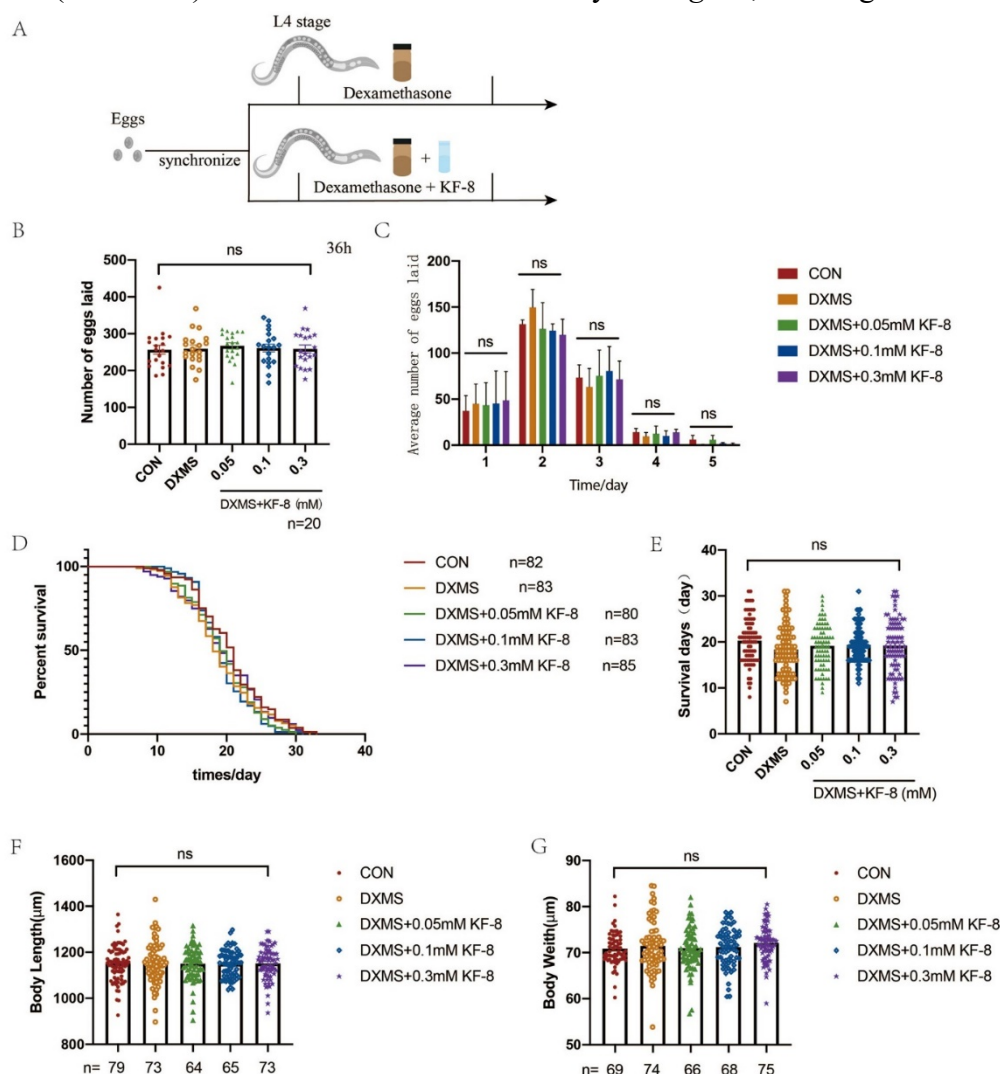 A
L4 stage
Dexamethasone
Eggs
synchronize
+
Dexamethasone + KF-8
B
36h
ns
Number of eggs laid
500
400
300
200
100
0
CON
DXMS
0.05
0.1
0.3
DXMS+KF-8 (mM)
n=20
C
Average number of eggs laid
200
150
100
50
0
ns
ns
ns
ns
ns
1 2 3 4 5
Time/day
CON
DXMS
DXMS+0.05mM KF-8
DXMS+0.1mM KF-8
DXMS+0.3mM KF-8
D
Percent survival
100
50
0
0 10 20 30 40
times/day
CON n=82
DXMS n=83
DXMS+0.05mM KF-8 n=80
DXMS+0.1mM KF-8 n=83
DXMS+0.3mM KF-8 n=85
E
ns
Survival days (day)
40
30
20
10
0
CON
DXMS
0.05
0.1
0.3
DXMS+KF-8 (mM)
F
ns
Body Length(μm)
1600
1400
1200
1000
800
n= 79 73 64 65 73
CON
DXMS
DXMS+0.05mM KF-8
DXMS+0.1mM KF-8
DXMS+0.3mM KF-8
G
ns
Body Weith(μm)
90
80
70
60
50
n= 69 74 66 68 75
CON
DXMS
DXMS+0.05mM KF-8
DXMS+0.1mM KF-8
DXMS+0.3mM KF-8